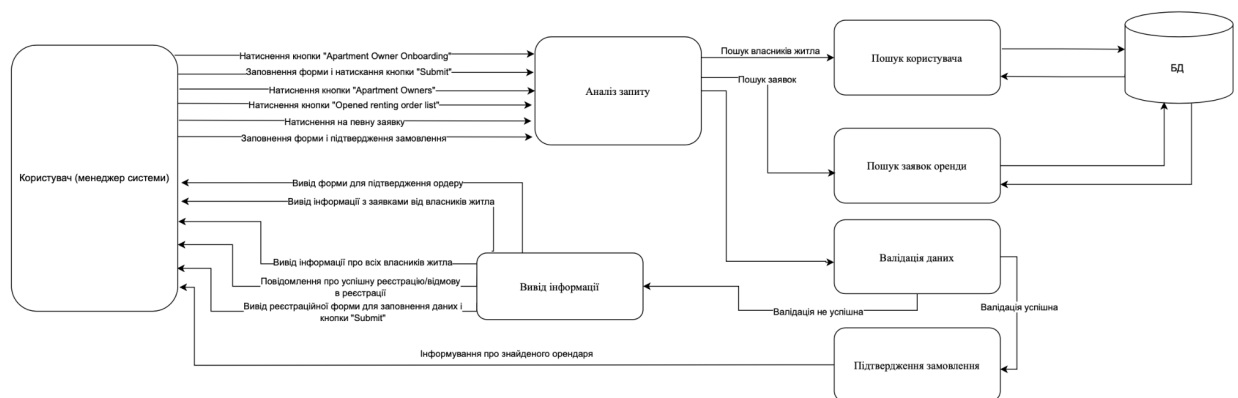 Натиснення кнопки "Apartment Owner Onboarding"
Заповнення форми і натискання кнопки "Submit"
Натиснення кнопки "Apartment Owners"
Натиснення кнопки "Opened renting order list"
Натиснення на певну заявку
Заповнення форми і підтвердження замовлення
Користувач (менеджер системи)
Аналіз запиту
Пошук власників житла
Пошук заявок
Пошук користувача
БД
Пошук заявок оренди
Вивід форми для підтвердження ордеру
Вивід інформації з заявками від власників житла
Вивід інформації про всіх власників житла
Повідомлення про успішну реєстрацію/відмову
в реєстрації
Вивід реєстраційної форми для заповнення даних і
кнопки "Submit"
Вивід інформації
Валідація даних
Валідація не успішна
Валідація успішна
Інформування про знайденого орендаря
Підтвердження замовлення